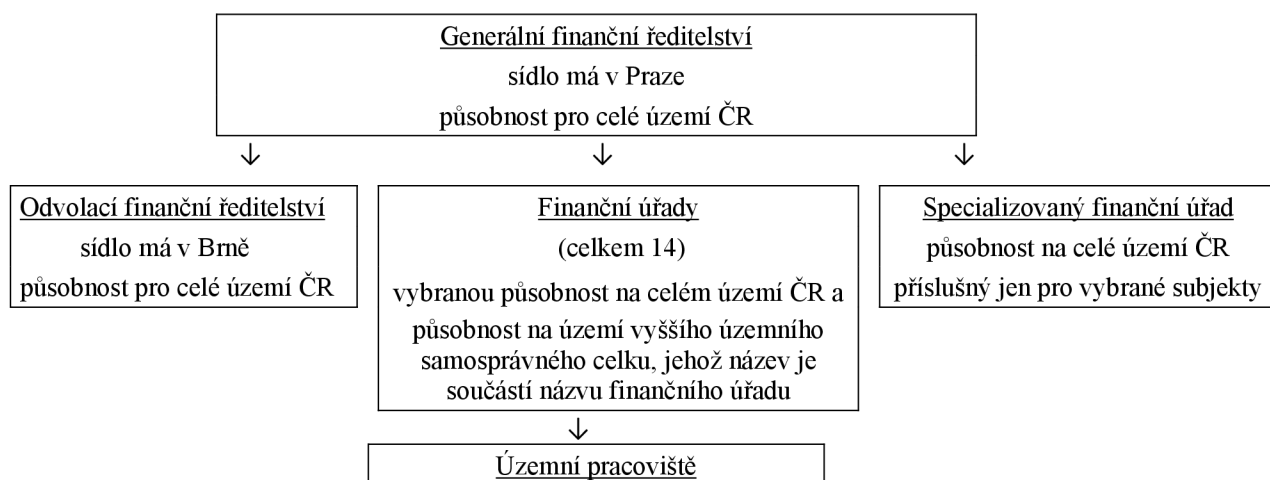 Generální finanční ředitelství
sídlo má v Praze
působnost pro celé území ČR
Odvolací finanční ředitelství
sídlo má v Brně
působnost pro celé území ČR
Finanční úřady
(celkem 14)
vybranou působnost na celém území ČR a
působnost na území vyššího územního
samosprávného celku, jehož název je
součástí názvu finančního úřadu
Specializovaný finanční úřad
působnost na celé území ČR
příslušný jen pro vybrané subjekty
Územní pracoviště